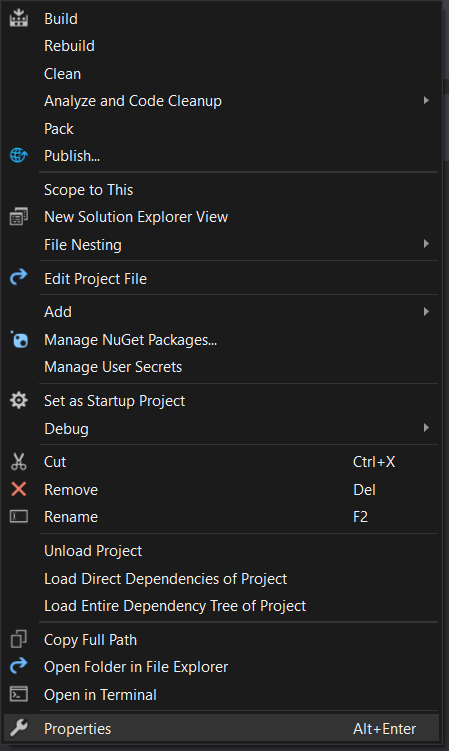 Build
Rebuild
Clean
Analyze and Code Cleanup
Pack
Publish...
Scope to This
New Solution Explorer View
File Nesting
Edit Project File
Add
Manage NuGet Packages...
Manage User Secrets
Set as Startup Project
Debug
Cut Ctrl+X
Remove Del
Rename F2
Unload Project
Load Direct Dependencies of Project
Load Entire Dependency Tree of Project
Copy Full Path
Open Folder in File Explorer
Open in Terminal
Properties Alt+Enter